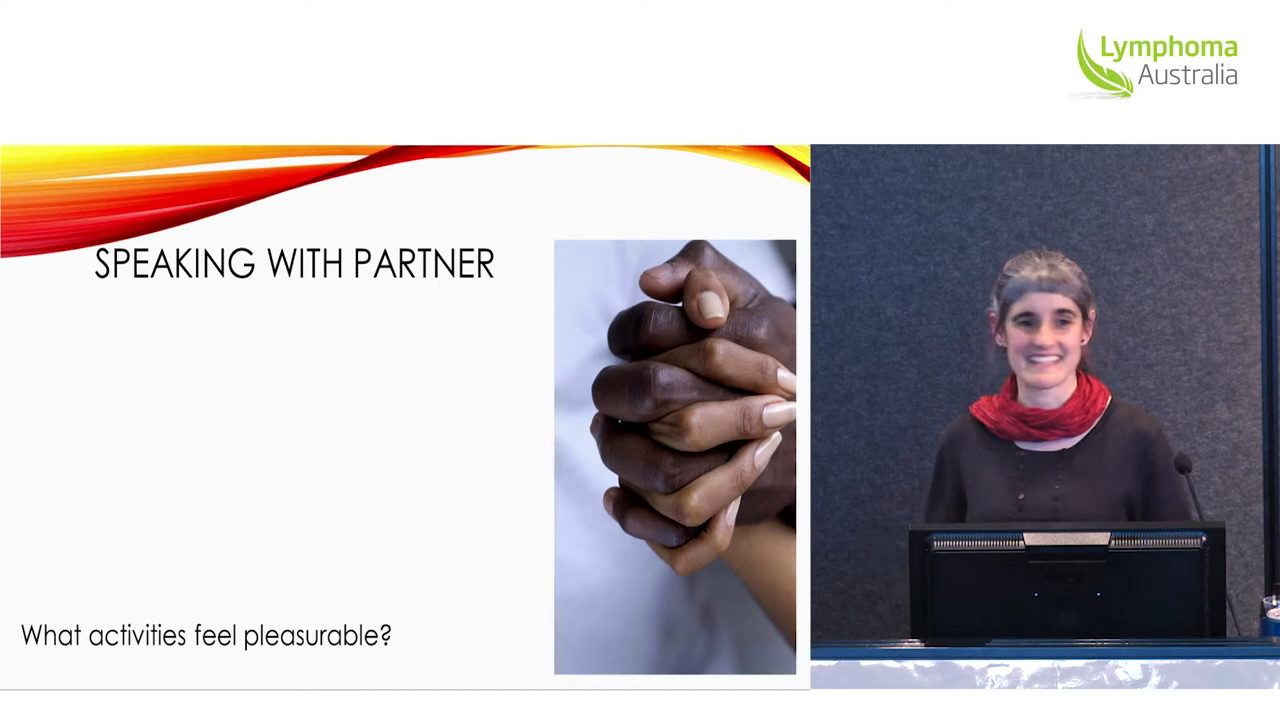 Lymphoma
Australia
SPEAKING WITH PARTNER
What activities feel pleasurable?